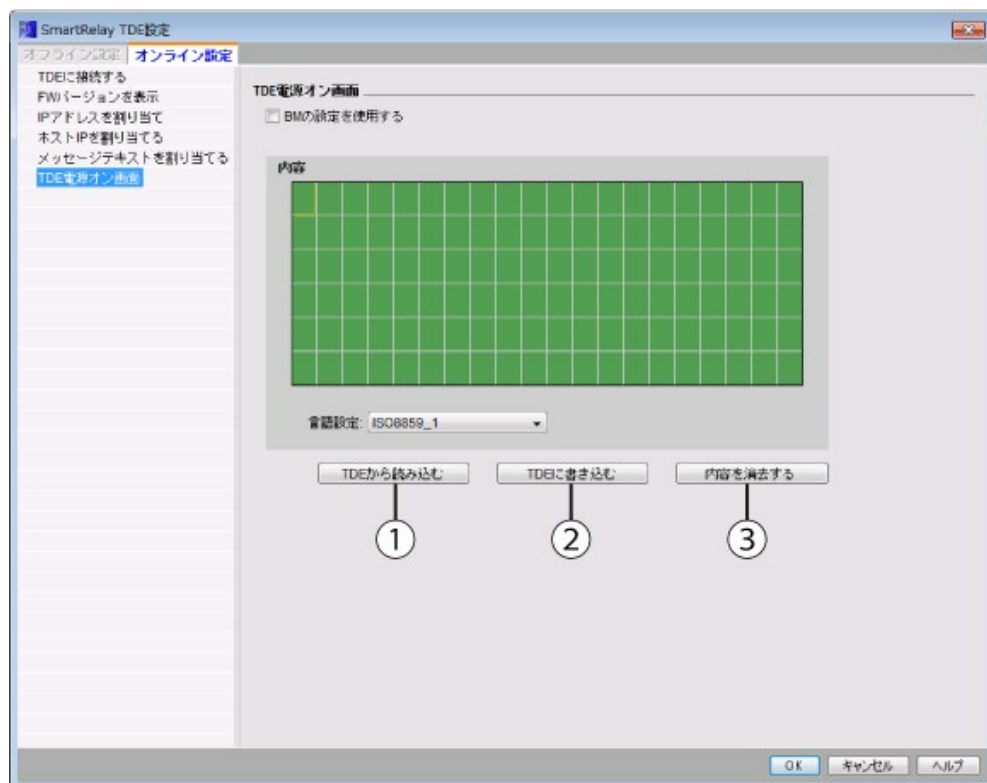 SmartRelay TDE設定
オフライン設定 オンライン設定
TDEに接続する
FWバージョンを表示
IPアドレスを割り当て
ホストIPを割り当てる
メッセージテキストを割り当てる
TDE電源オン画面
TDE電源オン画面
BMの設定を使用する
内容
言語設定: ISO8859_1
TDEから読み込む TDEに書き込む 内容を消去する
1 2 3
OK キャンセル ヘルプ